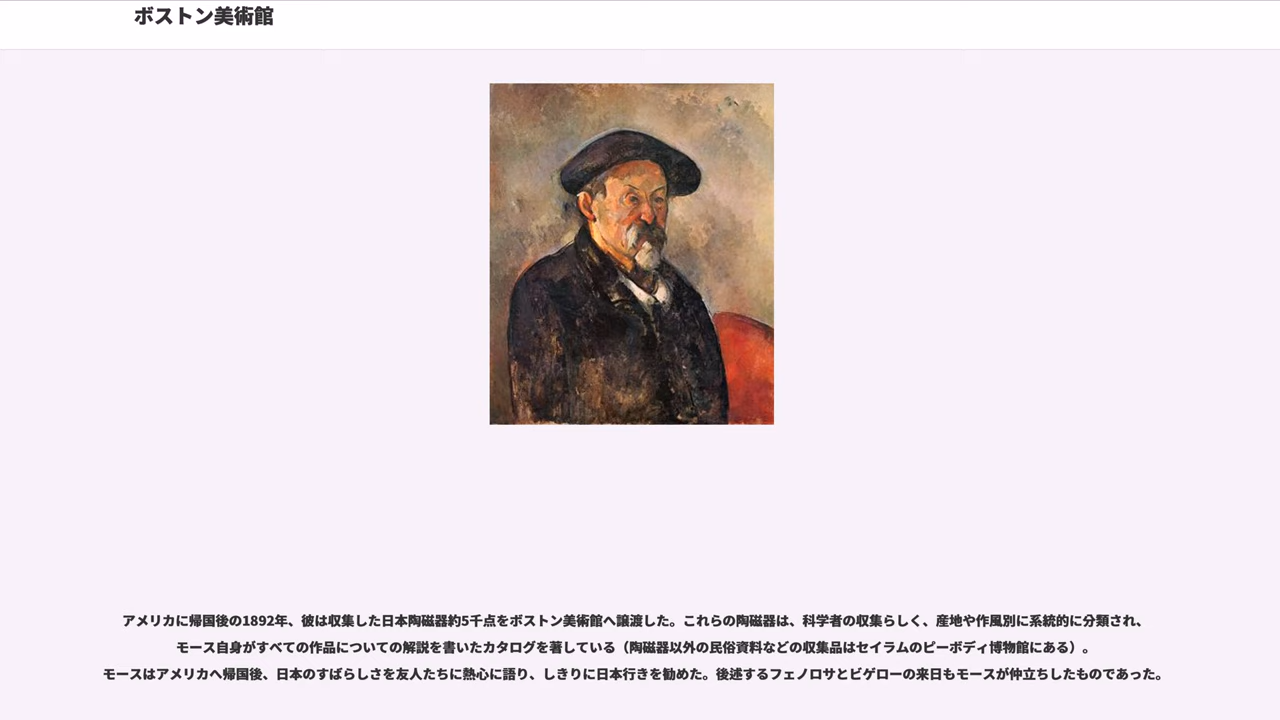 ボストン美術館
アメリカに帰国後の1892年、彼は収集した日本陶磁器約5千点をボストン美術館へ譲渡した。これらの陶磁器は、科学者の収集らしく、産地や作風別に系統的に分類され、
モース自身がすべての作品についての解説を書いたカタログを著している（陶磁器以外の民俗資料などの収集品はセイラムのピーボディ博物館にある）。
モースはアメリカへ帰国後、日本のすばらしさを友人たちに熱心に語り、しきりに日本行きを勧めた。後述するフェノロサとビゲローの来日もモースが仲立ちしたものであった。